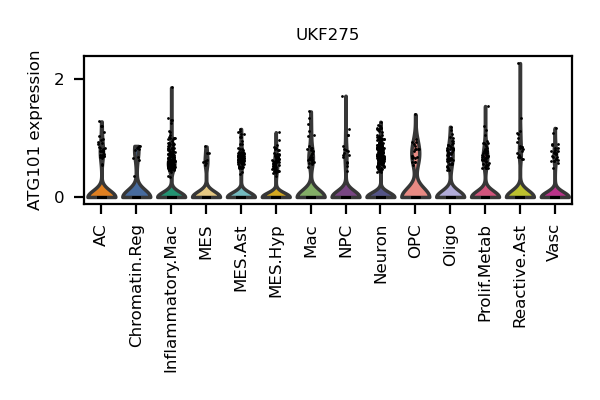 UKF275
ATG101 expression
2
0
AC
Chromatin.Reg
Inflammatory.Mac
MES
MES.Ast
MES.Hyp
Mac
NPC
Neuron
OPC
Oligo
Prolif.Metab
Reactive.Ast
Vasc